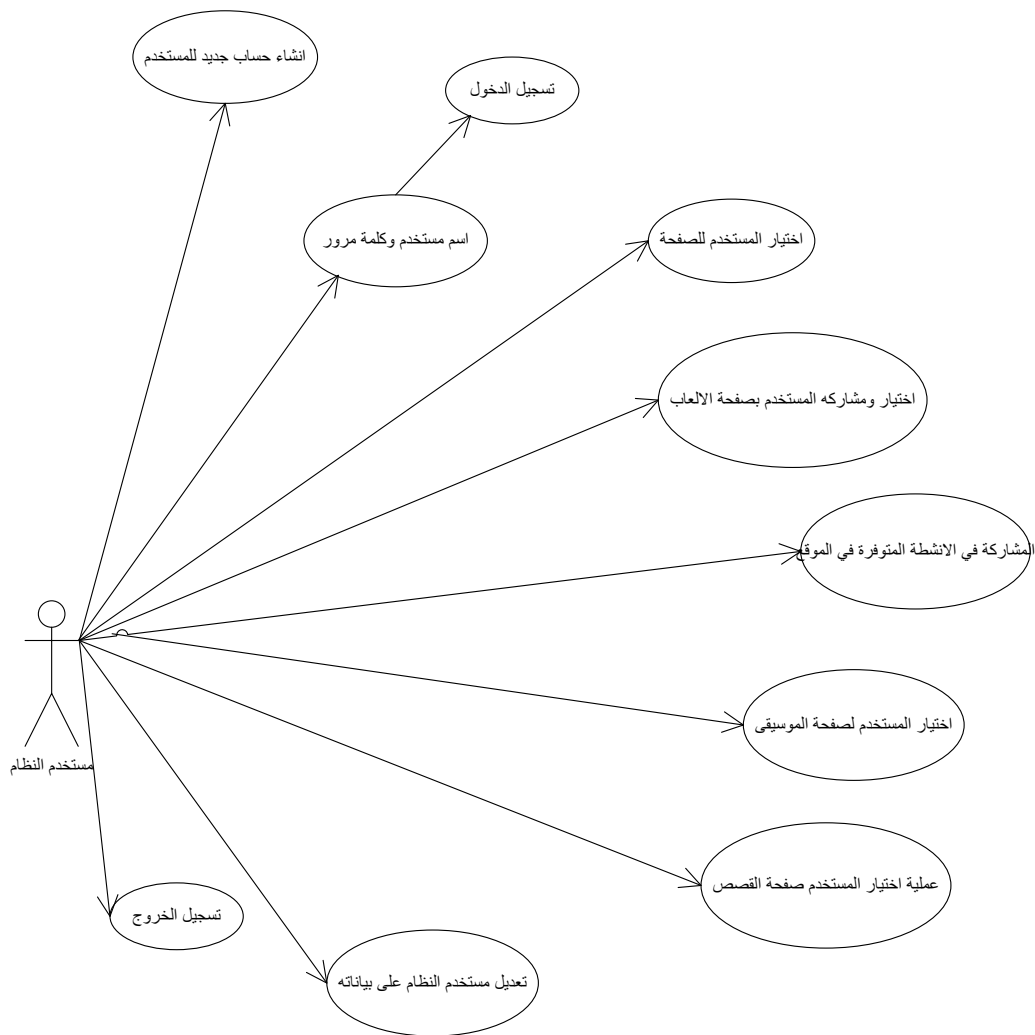 انشاء حساب جديد للمستخدم
تسجيل الدخول
اسم مستخدم وكلمة مرور
اختيار المستخدم للصفحة
اختيار ومشاركه المستخدم بصفحة الالعاب
المشاركة في الانشطة المتوفرة في الموقع
اختيار المستخدم لصفحة الموسيقى
مستخدم النظام
عملية اختيار المستخدم صفحة القصص
تسجيل الخروج
تعديل مستخدم النظام على بياناته